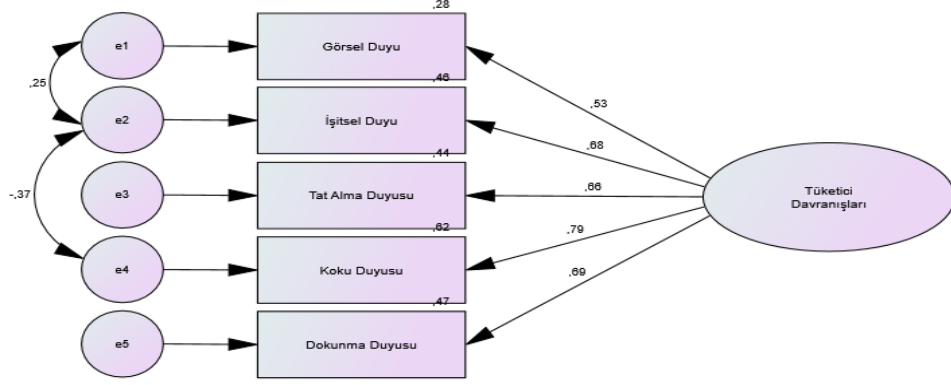 ,28
e1
Görsel Duyu
,25
,53
,46
e2
İşitsel Duyu
,68
,44
-,37
e3
Tat Alma Duyusu
,66
Tüketici
Davranışları
,62
e4
Koku Duyusu
,79
,47
e5
Dokunma Duyusu
,69